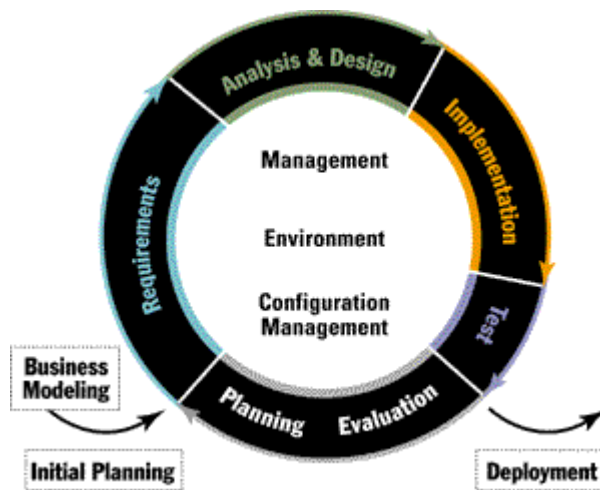 Analysis & Design
Implementation
Requirements
Management
Environment
Configuration
Management
Test
Business
Modeling
Planning
Evaluation
Initial Planning
Deployment